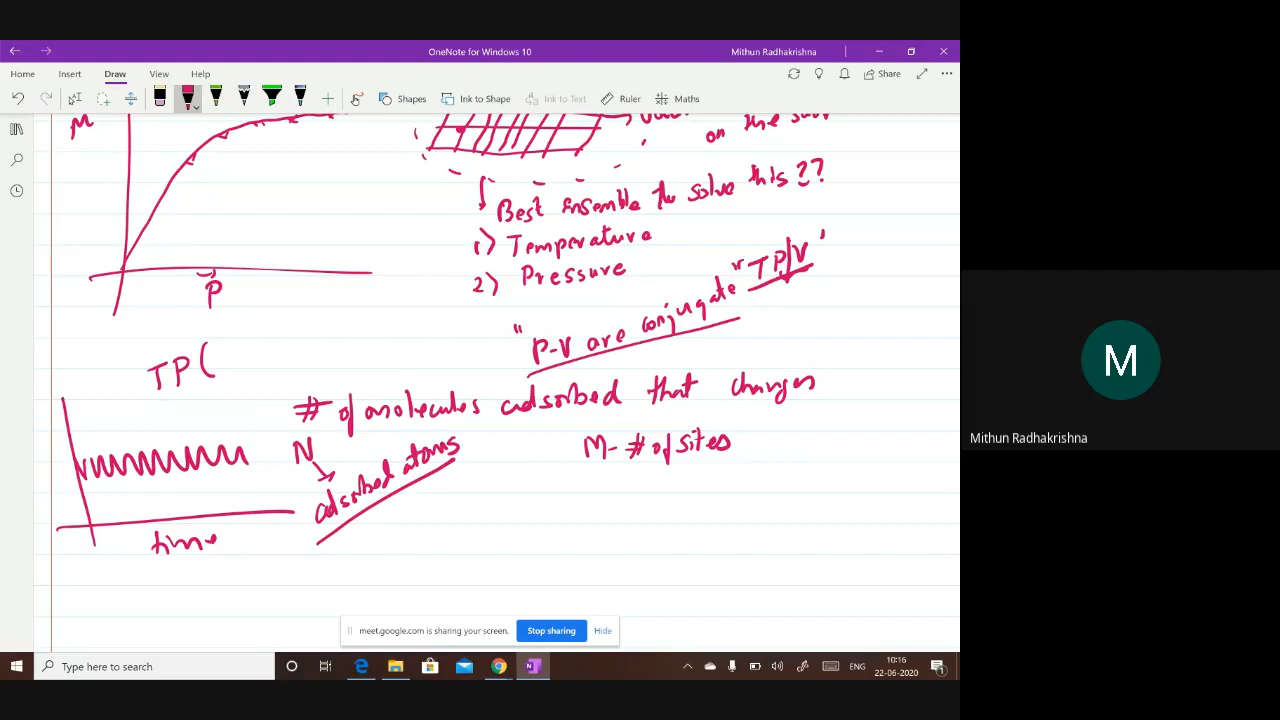 OneNote for Windows 10
Mithun Radhakrishna
Home Insert Draw View Help
Share
Shapes Ink to Shape Ink to Text Ruler Maths
M
on the
Best ensemble to solve this ??
1) Temperature
2) Pressure
"TP/V"
P
"P-V are conjugate
TP(
# of molecules adsorbed that changes
N
M- # of sites
adsorbed atoms
time
M
Mithun Radhakrishna
meet.google.com is sharing your screen. Stop sharing Hide
Type here to search
ENG
10:16
22-06-2020